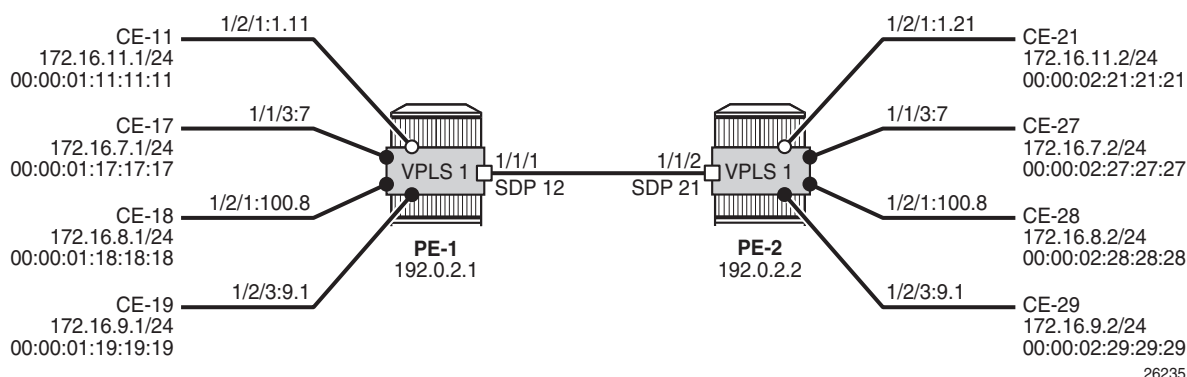 CE-11
172.16.11.1/24
00:00:01:11:11:11
1/2/1:1.11
CE-17
172.16.7.1/24
00:00:01:17:17:17
1/1/3:7
CE-18
172.16.8.1/24
00:00:01:18:18:18
1/2/1:100.8
CE-19
172.16.9.1/24
00:00:01:19:19:19
1/2/3:9.1
VPLS 1
PE-1
192.0.2.1
1/1/1
SDP 12
1/1/2
SDP 21
VPLS 1
PE-2
192.0.2.2
1/2/1:1.21
CE-21
172.16.11.2/24
00:00:02:21:21:21
1/1/3:7
CE-27
172.16.7.2/24
00:00:02:27:27:27
1/2/1:100.8
CE-28
172.16.8.2/24
00:00:02:28:28:28
1/2/3:9.1
CE-29
172.16.9.2/24
00:00:02:29:29:29
26235